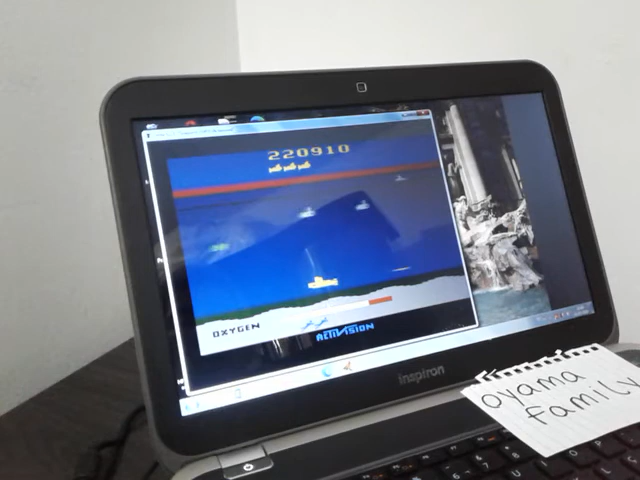 220910
OXYGEN
ACTIVISION
inspiron
oyama
family